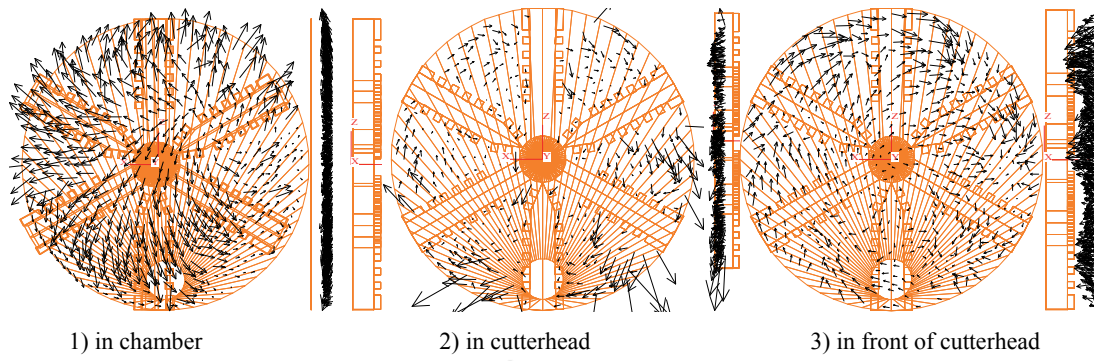 Z
X
Y
Z
X
Y
Z
X
Y
Z
X
1) in chamber
2) in cutterhead
3) in front of cutterhead